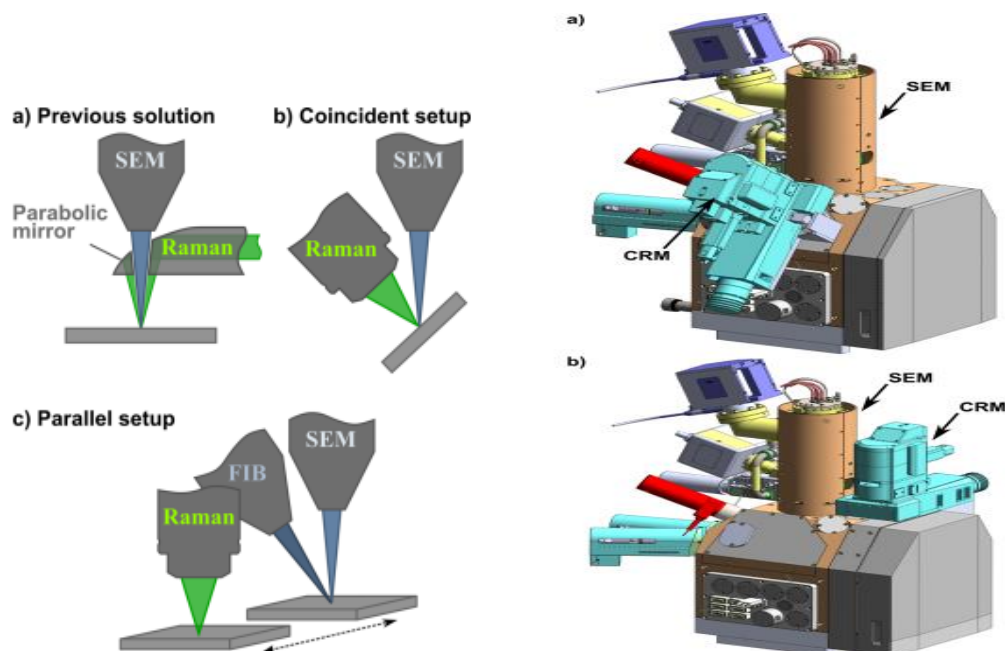 a) Previous solution
SEM
Parabolic
mirror
Raman
b) Coincident setup
SEM
Raman
c) Parallel setup
SEM
FIB
Raman
a)
SEM
CRM
b)
SEM
CRM